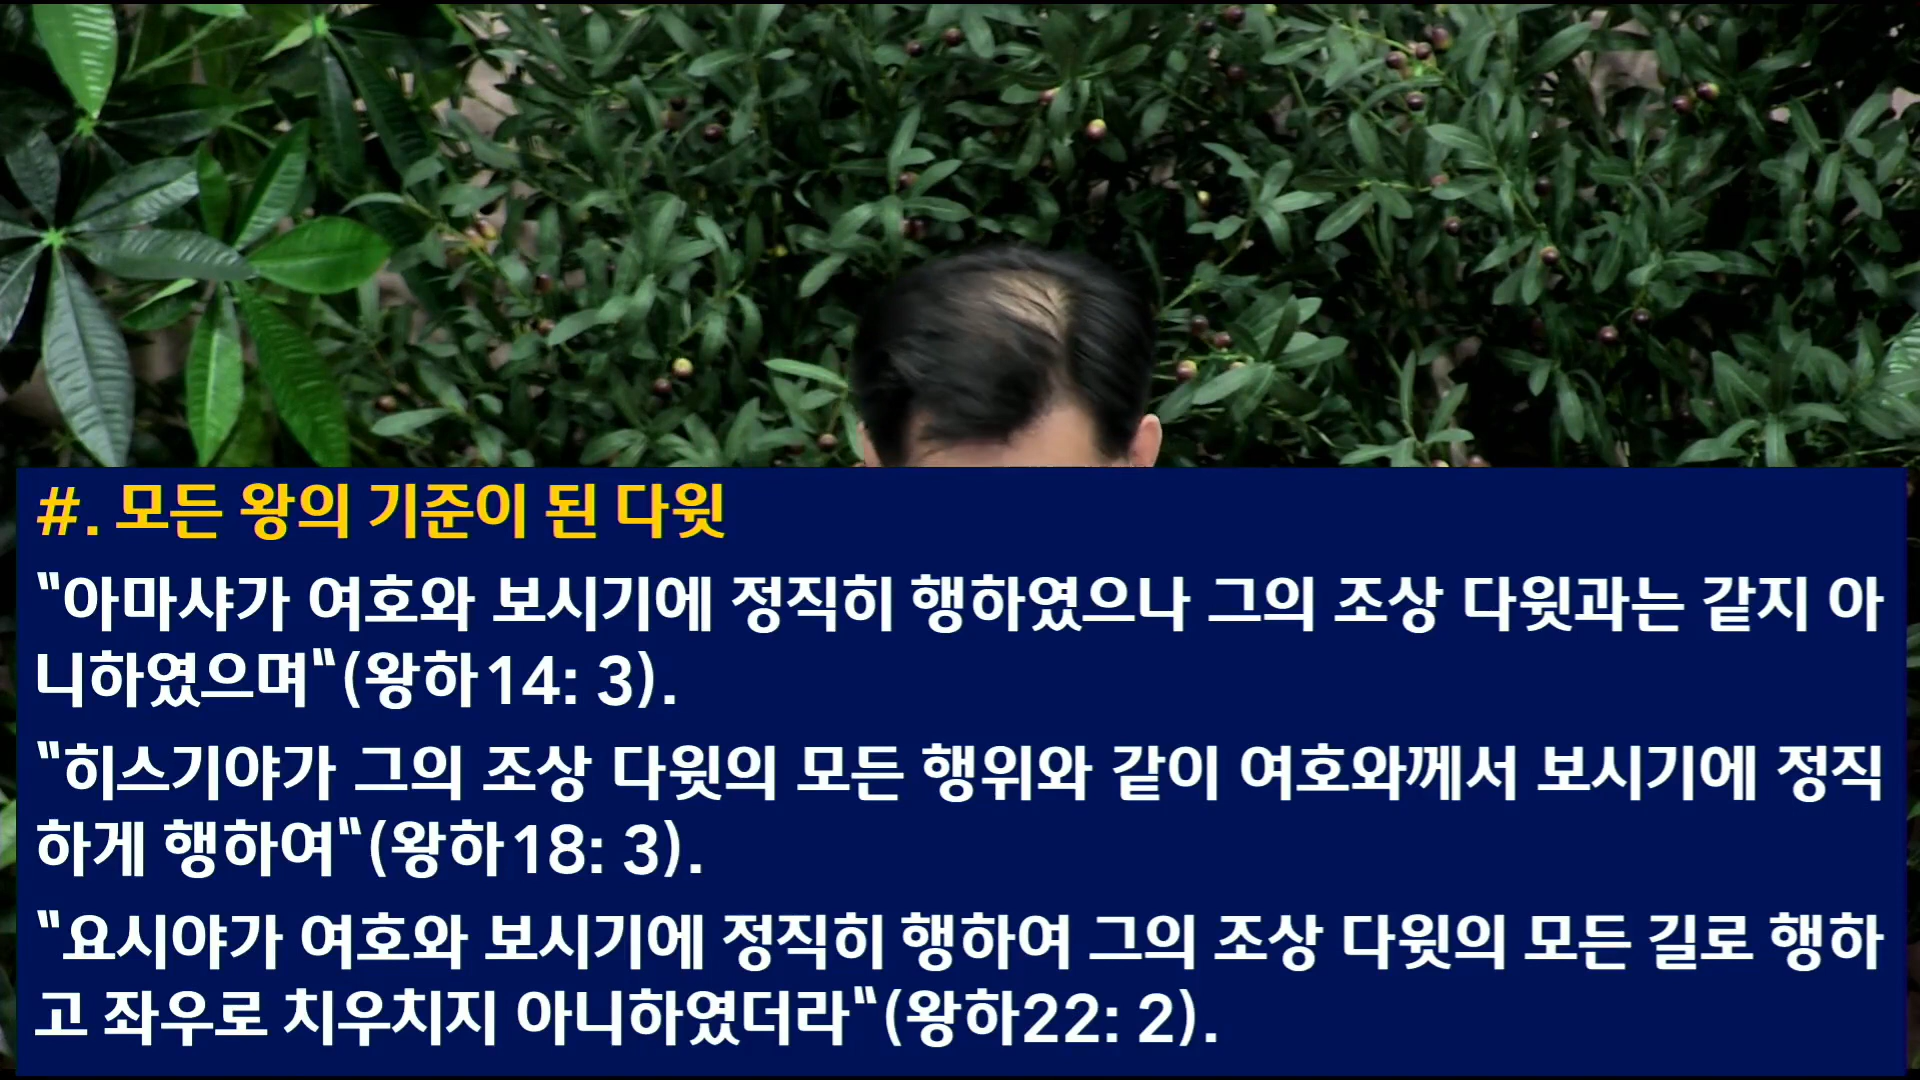 #. 모든 왕의 기준이 된 다윗
"아마샤가 여호와 보시기에 정직히 행하였으나 그의 조상 다윗과는 같지 아
니하였으며"(왕하14: 3).
"히스기야가 그의 조상 다윗의 모든 행위와 같이 여호와께서 보시기에 정직
하게 행하여"(왕하18: 3).
"요시야가 여호와 보시기에 정직히 행하여 그의 조상 다윗의 모든 길로 행하
고 좌우로 치우치지 아니하였더라"(왕하22: 2).